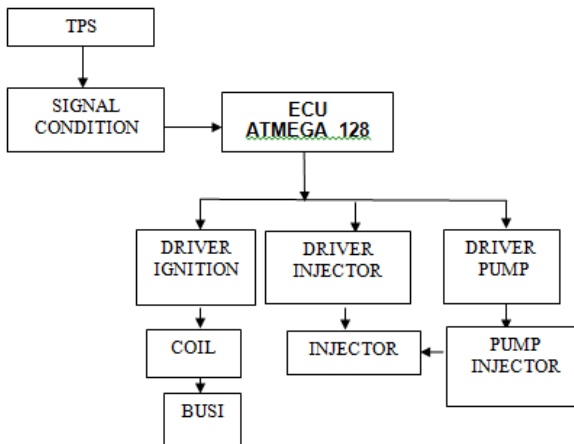 TPS
SIGNAL
CONDITION
ECU
ATMEGA 128
DRIVER
IGNITION
DRIVER
INJECTOR
DRIVER
PUMP
COIL
INJECTOR
PUMP
INJECTOR
BUSI